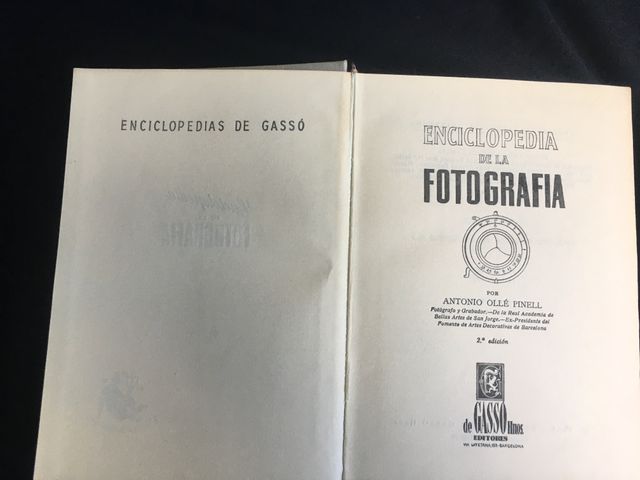 ENCICLOPEDIAS DE GASSÓ
ENCICLOPEDIA
DE LA
FOTOGRAFIA
POR
ANTONIO OLLÉ PINELL
Fotógrafo y Grabador.—De la Real Academia de
Bellas Artes de San Jorge.—Ex-Presidente del
Fomento de Artes Decorativas de Barcelona
2.ª edición
de GASSO Hnos.
EDITORES